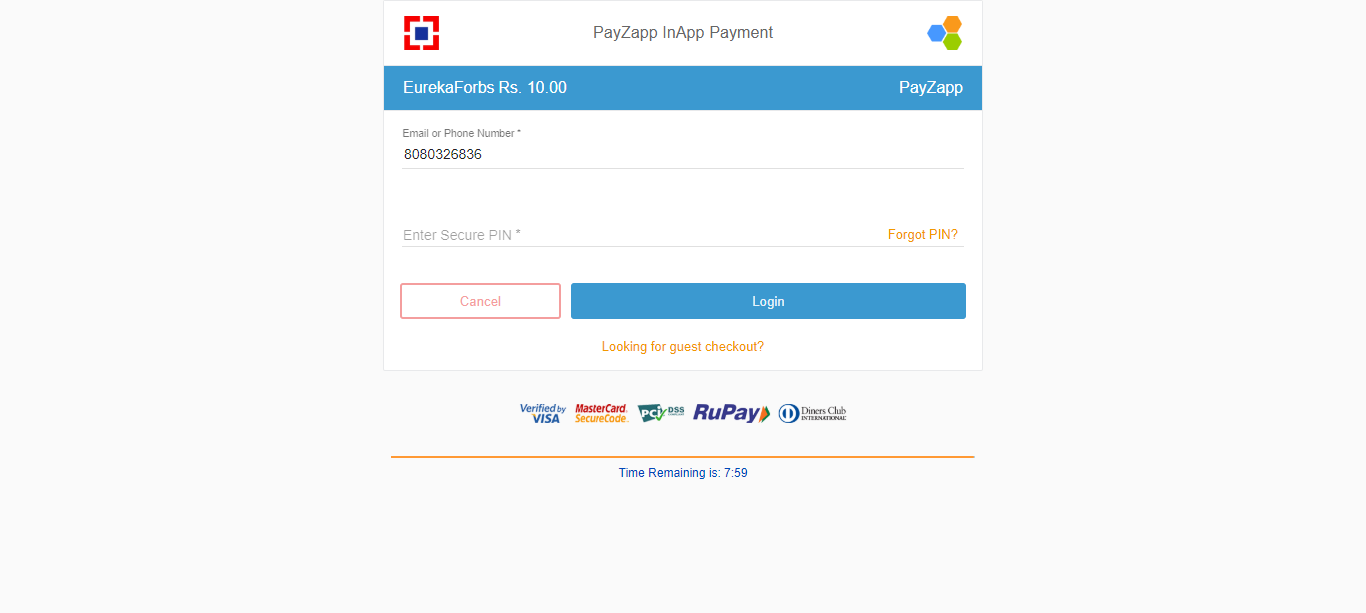 PayZapp InApp Payment
EurekaForbs Rs. 10.00 PayZapp
Email or Phone Number *
8080326836
Enter Secure PIN * Forgot PIN?
Cancel Login
Looking for guest checkout?
Verified by VISA MasterCard. SecureCode. PCI DSS COMPLIANT RuPay Diners Club INTERNATIONAL
Time Remaining is: 7:59